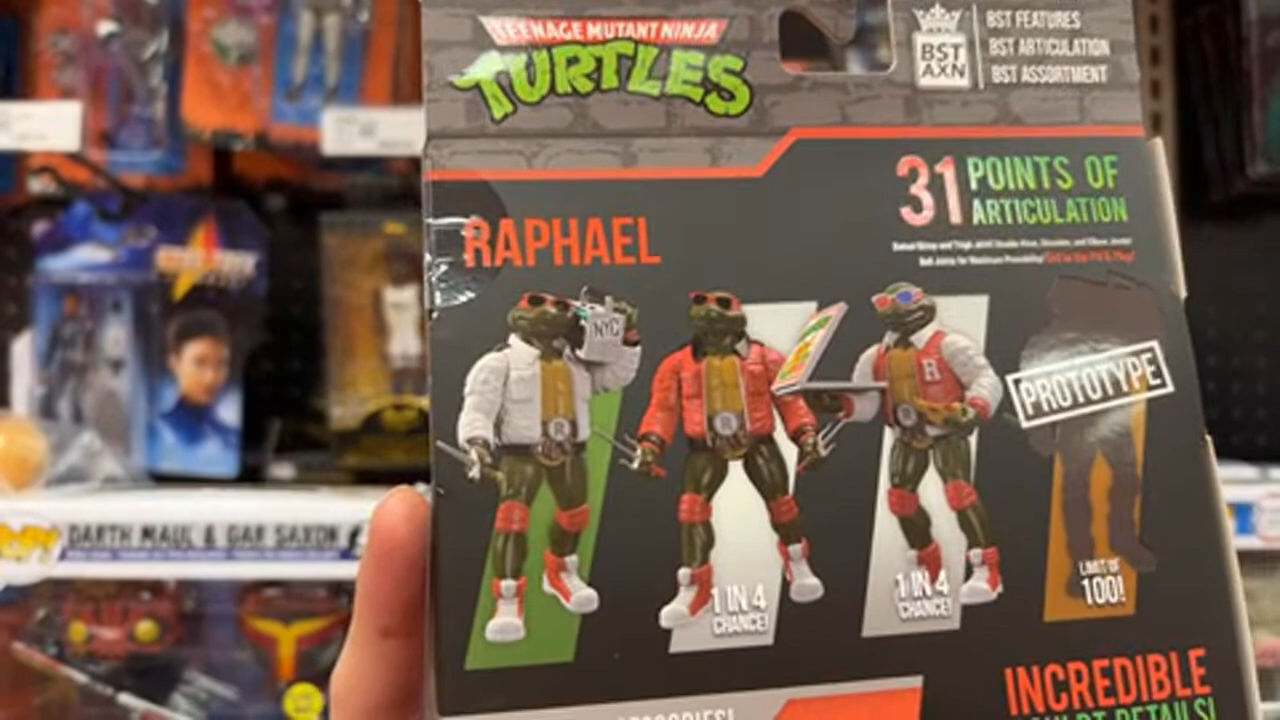 TEENAGE MUTANT NINJA
TURTLES
BST
AXN
BST FEATURES
BST ARTICULATION
BST ASSORTMENT
31 POINTS OF
ARTICULATION
RAPHAEL
NYC
R
R
R
R
PROTOTYPE
1 IN 4
CHANCE!
1 IN 4
CHANCE!
LIMIT OF
100!
DARTH MAUL & GAR SAXON
INCREDIBLE
DETAILS!